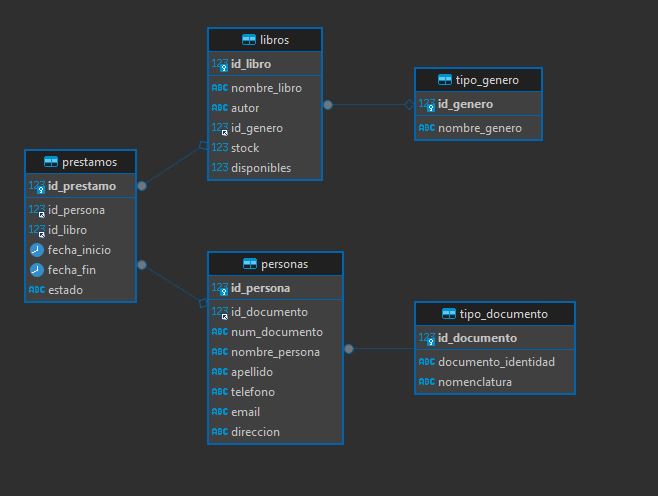 libros
123 id_libro
ABC nombre_libro
ABC autor
123 id_genero
123 stock
123 disponibles
tipo_genero
123 id_genero
ABC nombre_genero
prestamos
123 id_prestamo
123 id_persona
123 id_libro
fecha_inicio
fecha_fin
ABC estado
personas
123 id_persona
123 id_documento
ABC num_documento
ABC nombre_persona
ABC apellido
ABC telefono
ABC email
ABC direccion
tipo_documento
123 id_documento
ABC documento_identidad
ABC nomenclatura